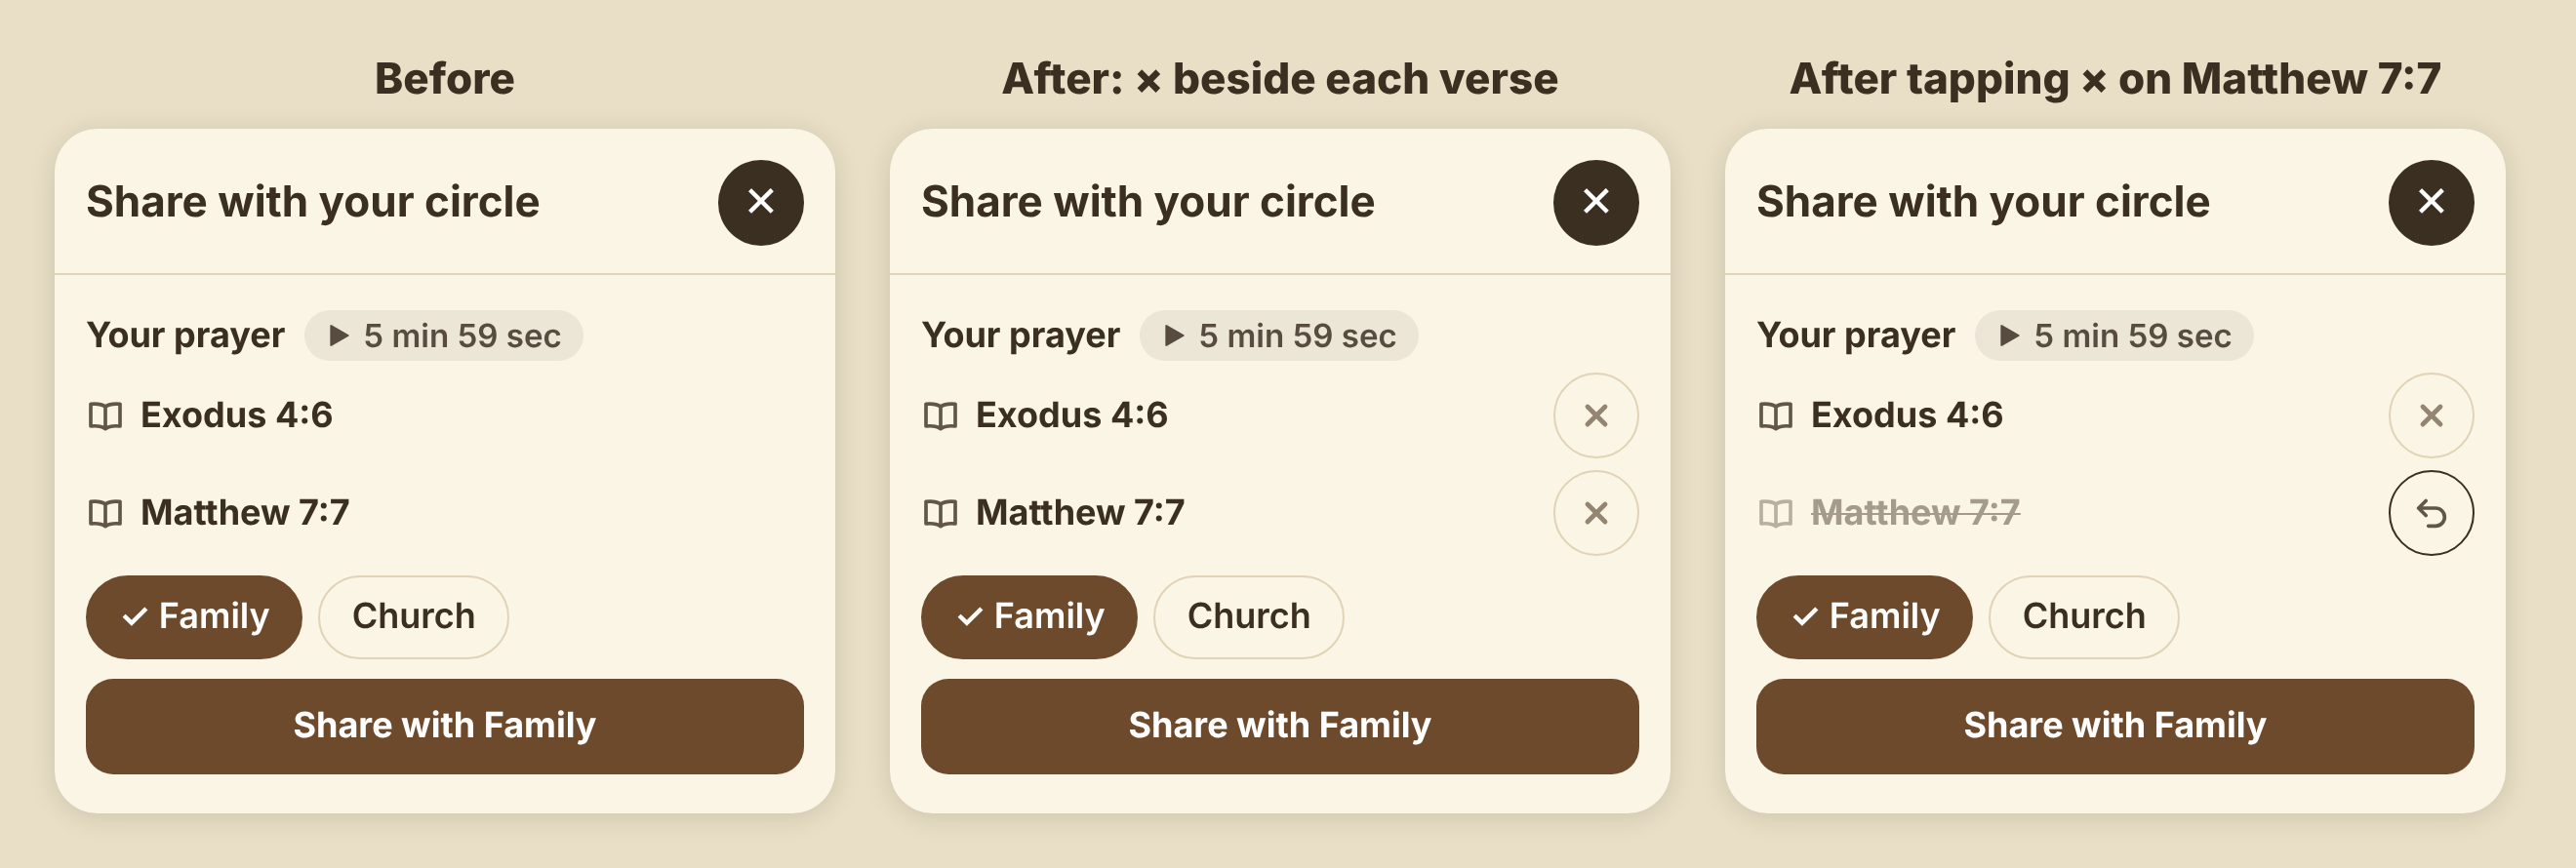 Before
Share with your circle
Your prayer ▶ 5 min 59 sec
Exodus 4:6
Matthew 7:7
✓ Family Church
Share with Family
After: × beside each verse
Share with your circle
Your prayer ▶ 5 min 59 sec
Exodus 4:6
Matthew 7:7
✓ Family Church
Share with Family
After tapping × on Matthew 7:7
Share with your circle
Your prayer ▶ 5 min 59 sec
Exodus 4:6
Matthew 7:7
✓ Family Church
Share with Family